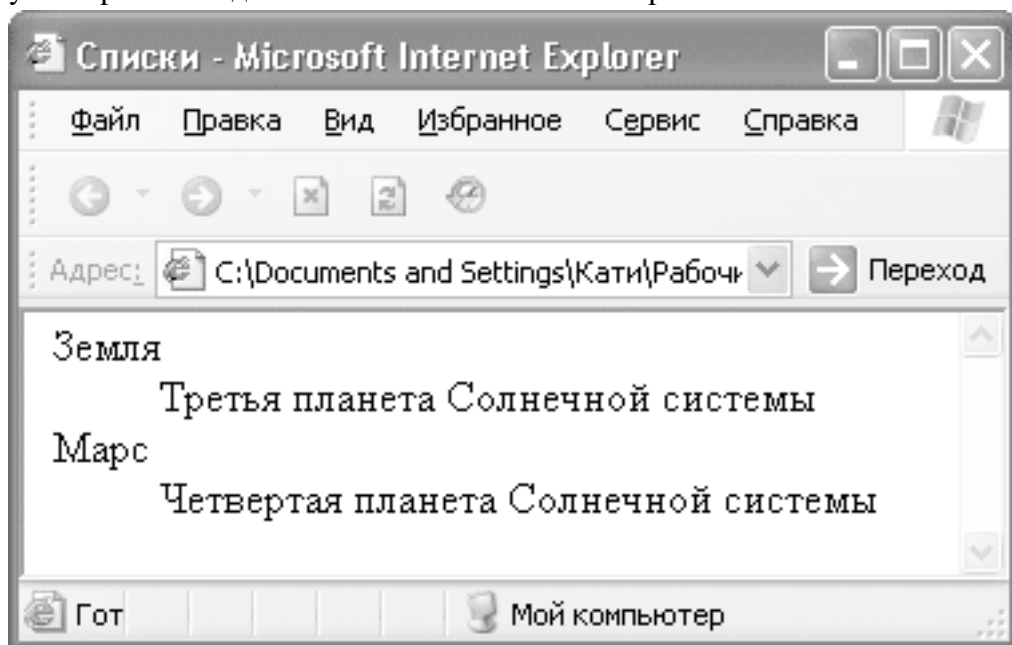 Списки - Microsoft Internet Explorer
Файл Правка Вид Избранное Сервис Справка
Адрес: C:\Documents and Settings\Кати\Рабочи Переход
Земля
Третья планета Солнечной системы
Марс
Четвертая планета Солнечной системы
Гот Мой компьютер